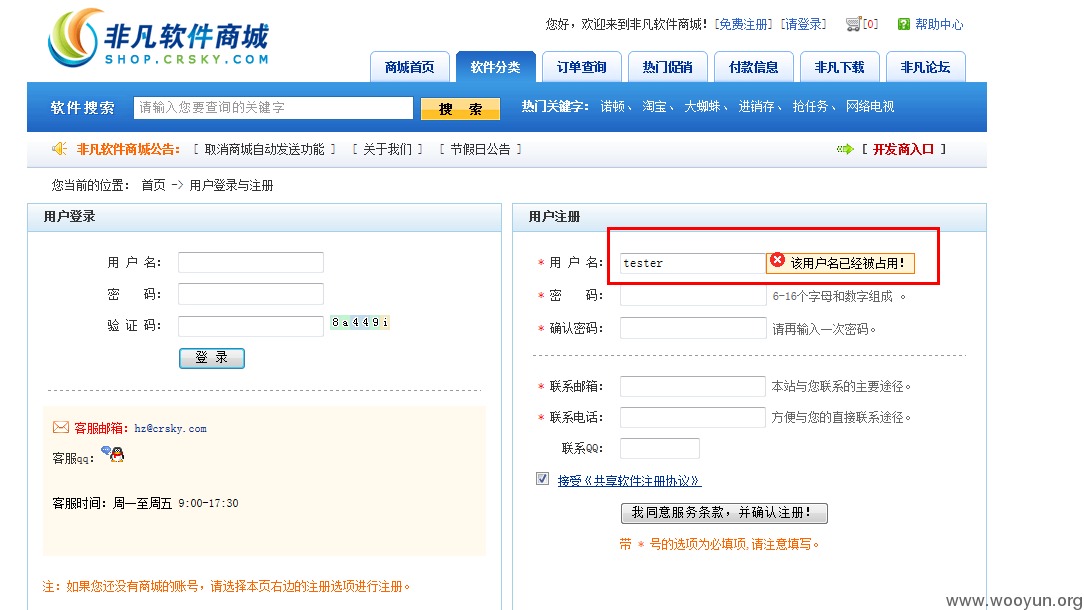 非凡软件商城
SHOP.CRSKY.COM
您好，欢迎来到非凡软件商城！ [免费注册] [请登录] [0] 帮助中心
商城首页 软件分类 订单查询 热门促销 付款信息 非凡下载 非凡论坛
软件搜索 请输入您要查询的关键字 搜 索 热门关键字： 诺顿、 淘宝、 大蜘蛛、 进销存、 抢任务、 网络电视
非凡软件商城公告： [ 取消商城自动发送功能 ] [ 关于我们 ] [ 节假日公告 ] [ 开发商入口 ]
您当前的位置： 首页 -> 用户登录与注册
用户登录
用 户 名：
密 码：
验 证 码： 8a449i
登 录
客服邮箱：hz@crsky.com
客服qq：
客服时间：周一至周五 9:00-17:30
注：如果您还没有商城的账号，请选择本页右边的注册选项进行注册。
用户注册
* 用 户 名： tester 该用户名已经被占用！
* 密 码： 6-16个字母和数字组成 。
* 确认密码： 请再输入一次密码。
* 联系邮箱： 本站与您联系的主要途径。
* 联系电话： 方便与您的直接联系途径。
联系QQ：
接受《共享软件注册协议》
我同意服务条款，并确认注册！
带 * 号的选项为必填项,请注意填写。
www.wooyun.org